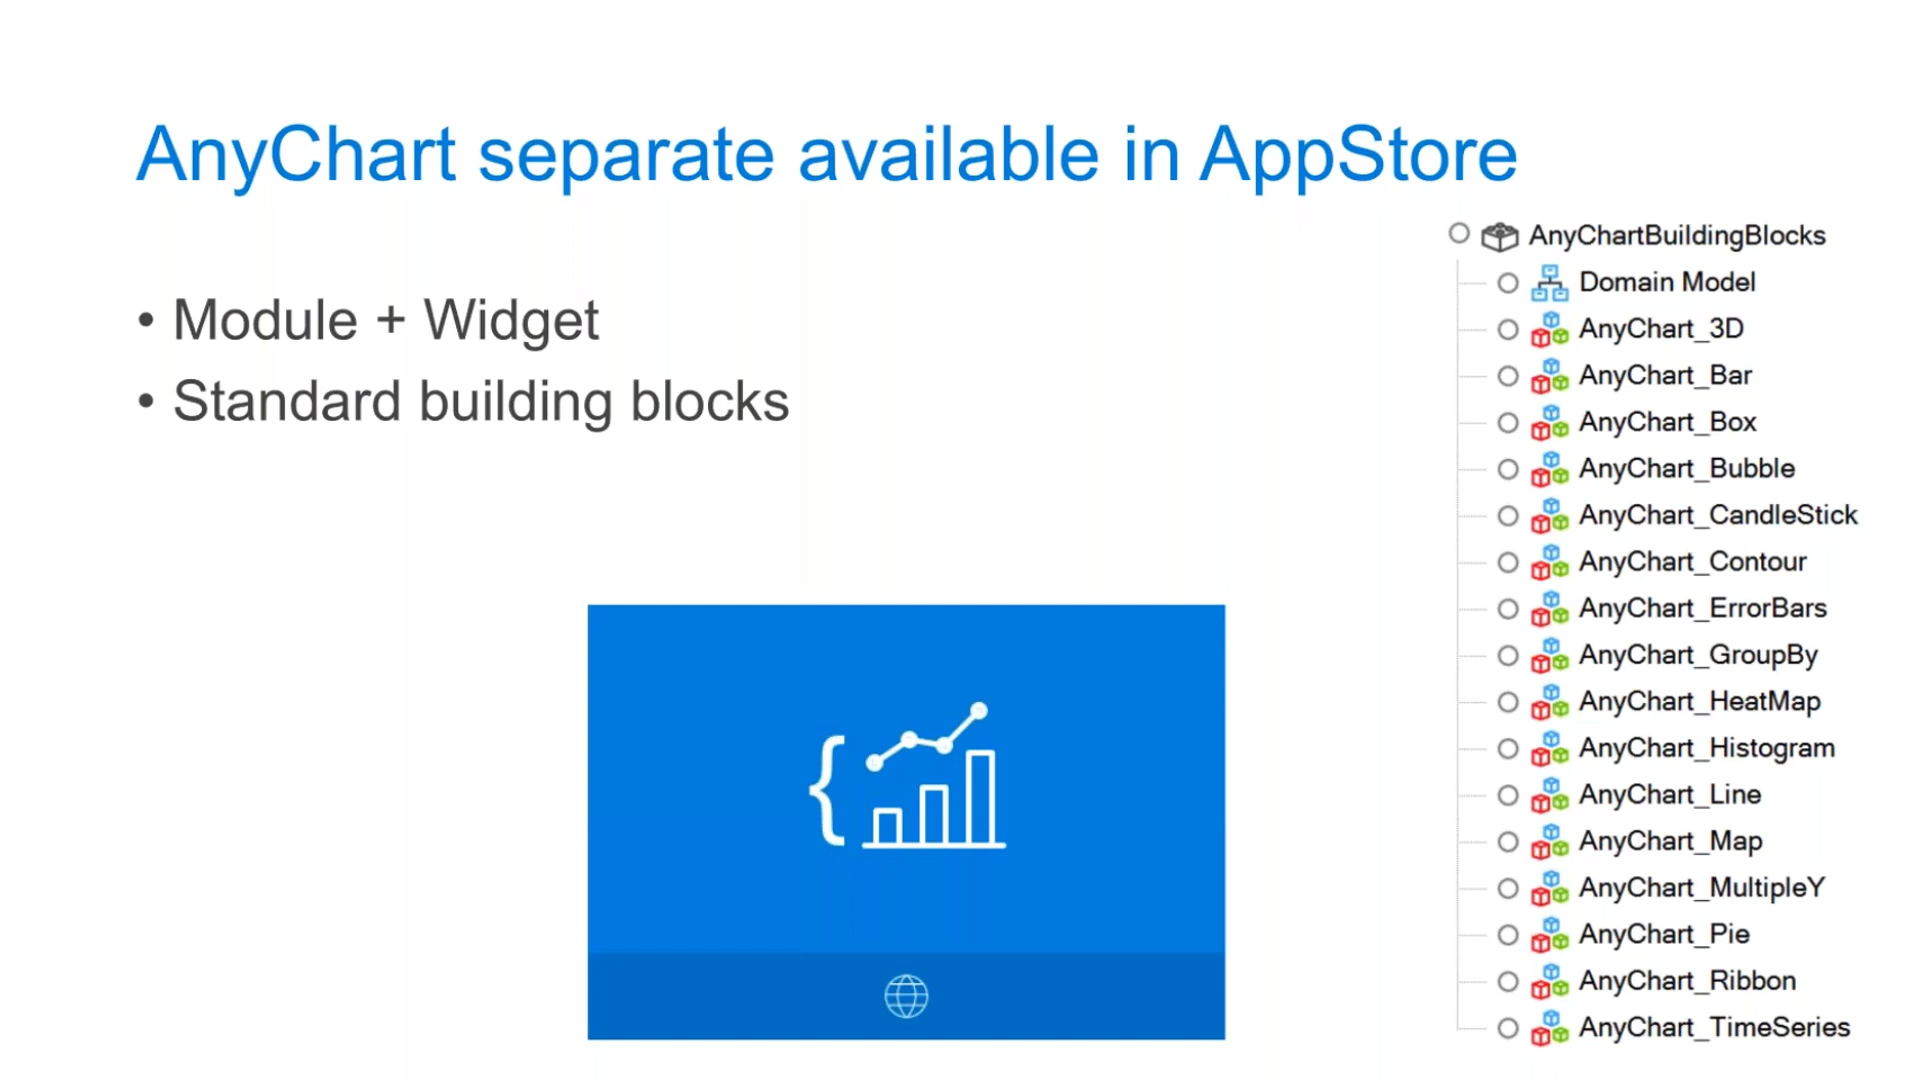 AnyChart separate available in AppStore
• Module + Widget
• Standard building blocks
AnyChartBuildingBlocks
Domain Model
AnyChart_3D
AnyChart_Bar
AnyChart_Box
AnyChart_Bubble
AnyChart_CandleStick
AnyChart_Contour
AnyChart_ErrorBars
AnyChart_GroupBy
AnyChart_HeatMap
AnyChart_Histogram
AnyChart_Line
AnyChart_Map
AnyChart_MultipleY
AnyChart_Pie
AnyChart_Ribbon
AnyChart_TimeSeries